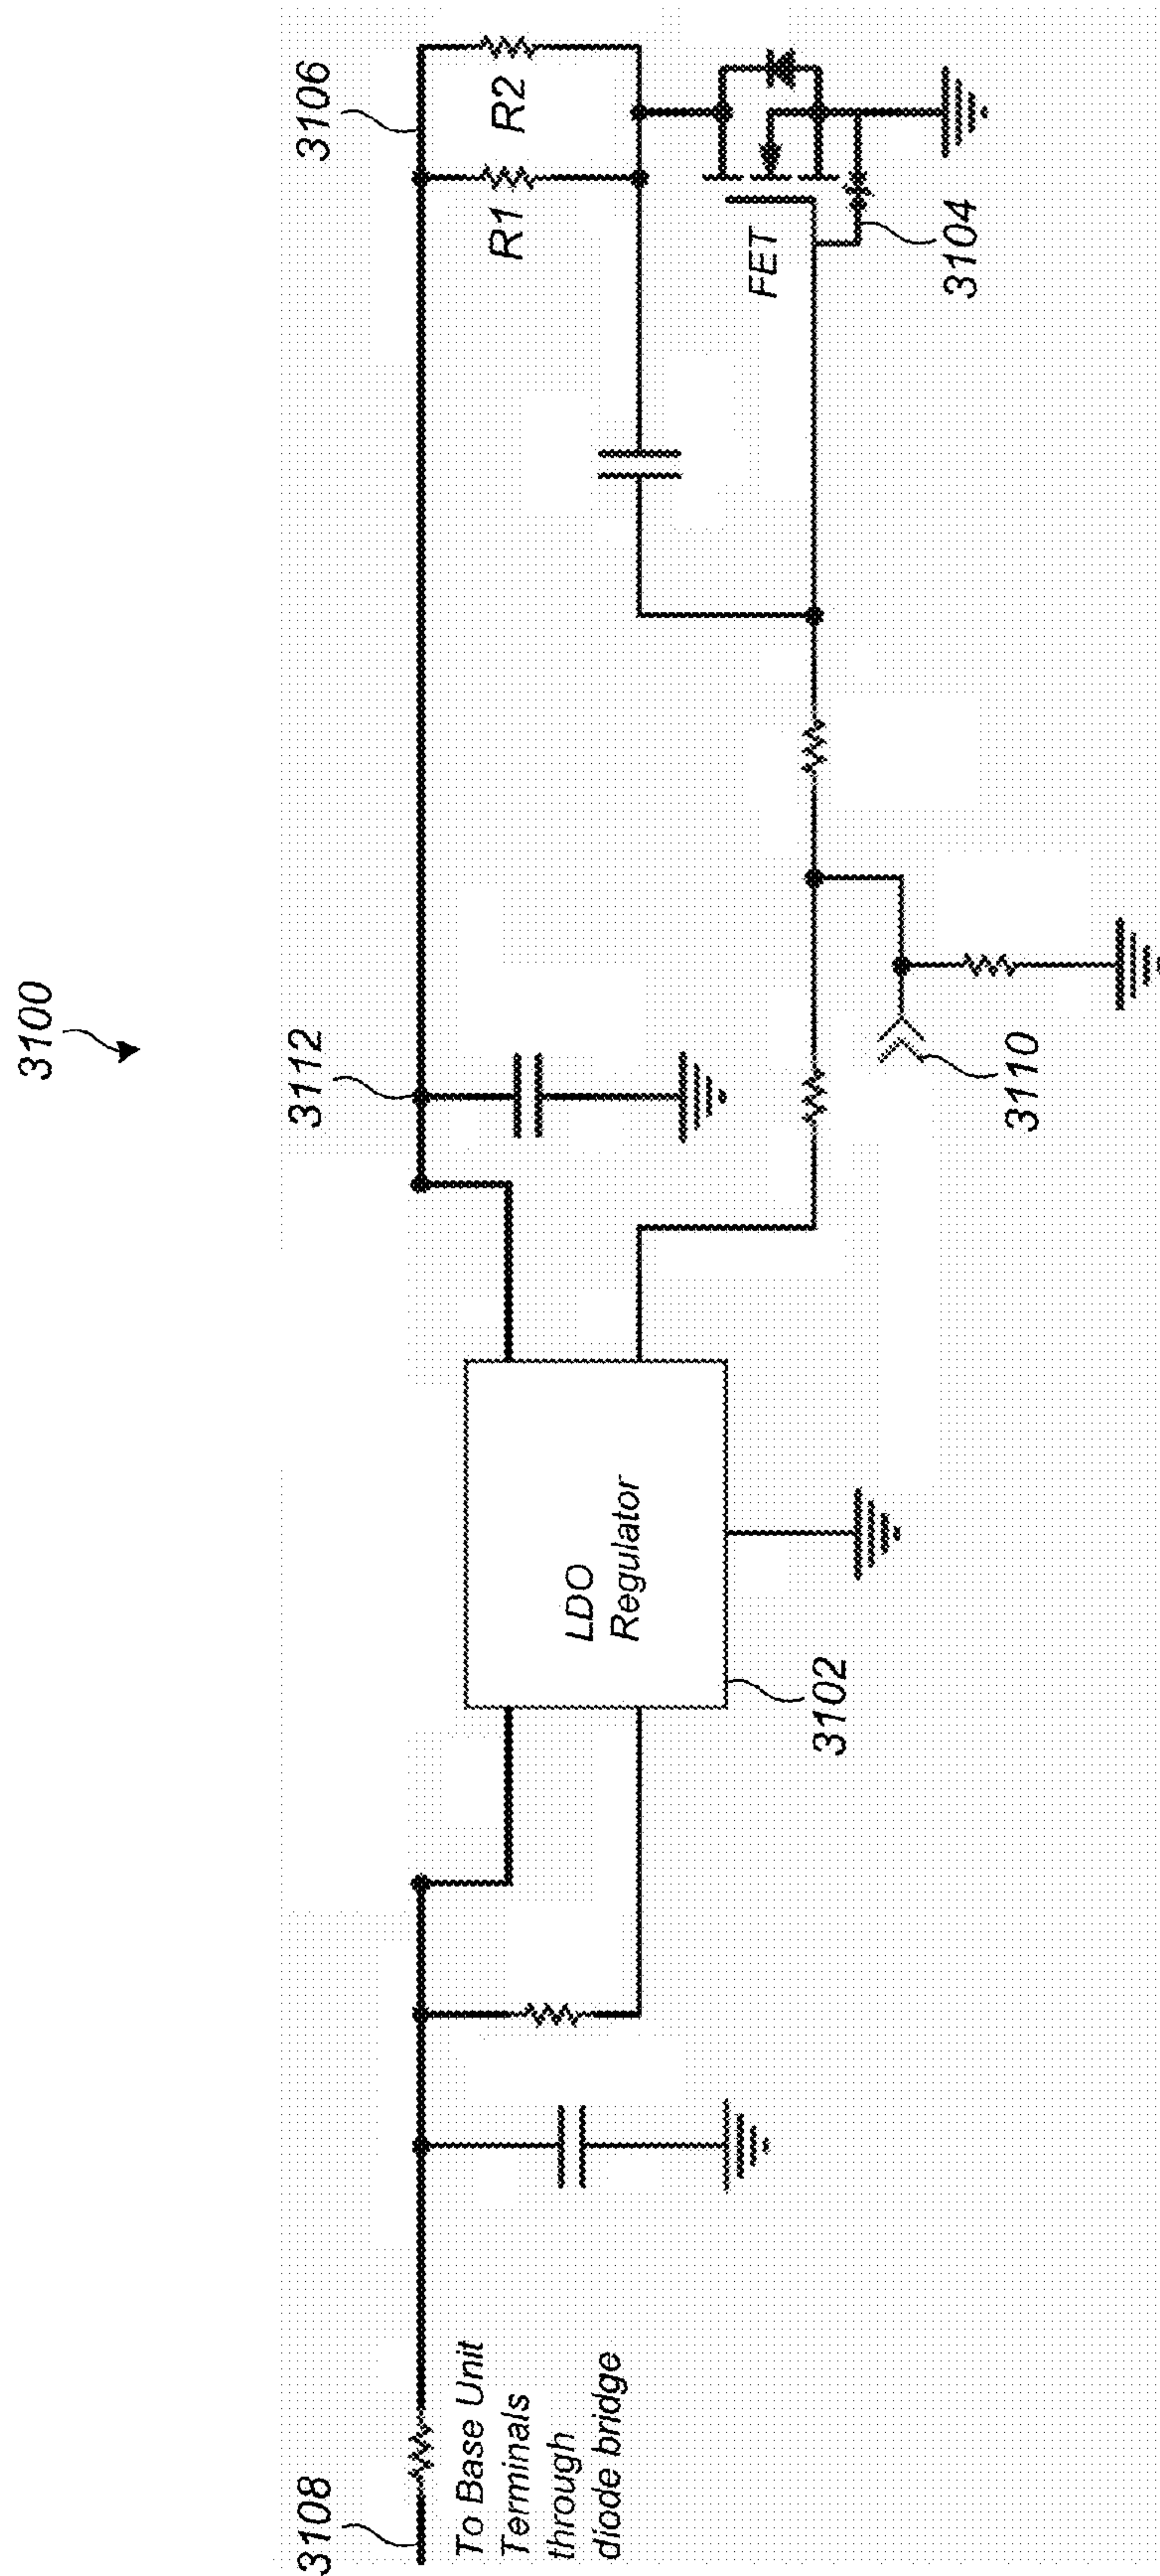 3100
3108
To Base Unit
Terminals
through
diode bridge
LDO
Regulator
3102
3112
3110
R1
R2
3106
FET
3104